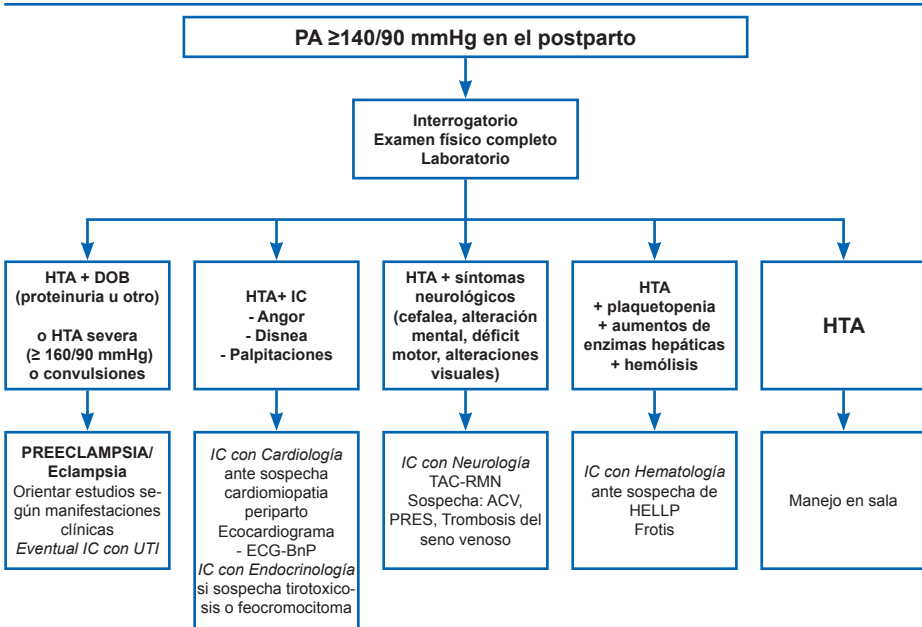 PA ≥140/90 mmHg en el postparto
Interrogatorio
Examen físico completo
Laboratorio
HTA + DOB
(proteinuria u otro)
o HTA severa
(≥ 160/90 mmHg)
o convulsiones
HTA+ IC
- Angor
- Disnea
- Palpitaciones
HTA + síntomas
neurológicos
(cefalea, alteración
mental, déficit
motor, alteraciones
visuales)
HTA
+ plaquetopenia
+ aumentos de
enzimas hepáticas
+ hemólisis
HTA
PREECLAMPSIA/
Eclampsia
Orientar estudios se-
gún manifestaciones
clínicas
Eventual IC con UTI
IC con Cardiología
ante sospecha
cardiomiopatia
periparto
Ecocardiograma
- ECG-BnP
IC con Endocrinología
si sospecha tirotoxico-
sis o feocromocitoma
IC con Neurología
TAC-RMN
Sospecha: ACV,
PRES, Trombosis del
seno venoso
IC con Hematología
ante sospecha de
HELLP
Frotis
Manejo en sala